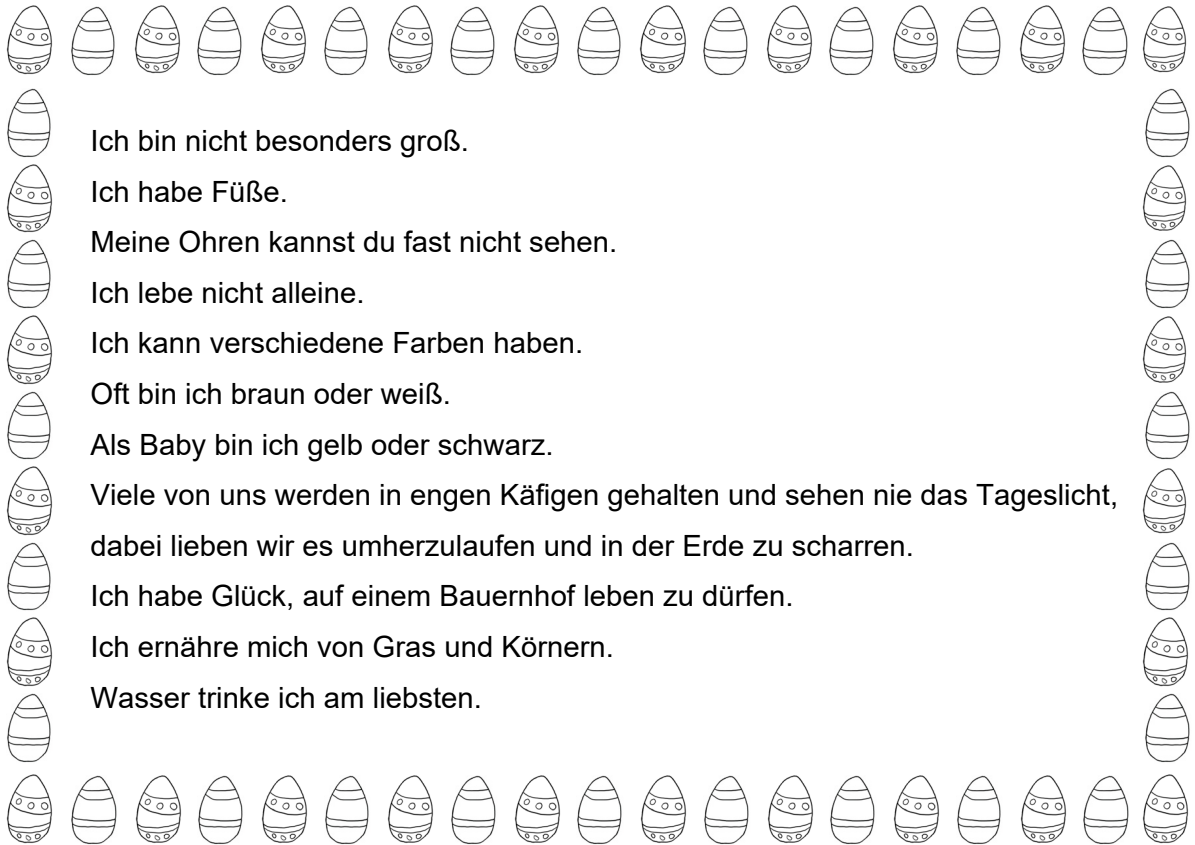 Ich bin nicht besonders groß.
Ich habe Füße.
Meine Ohren kannst du fast nicht sehen.
Ich lebe nicht alleine.
Ich kann verschiedene Farben haben.
Oft bin ich braun oder weiß.
Als Baby bin ich gelb oder schwarz.
Viele von uns werden in engen Käfigen gehalten und sehen nie das Tageslicht,
dabei lieben wir es umherzulaufen und in der Erde zu scharren.
Ich habe Glück, auf einem Bauernhof leben zu dürfen.
Ich ernähre mich von Gras und Körnern.
Wasser trinke ich am liebsten.